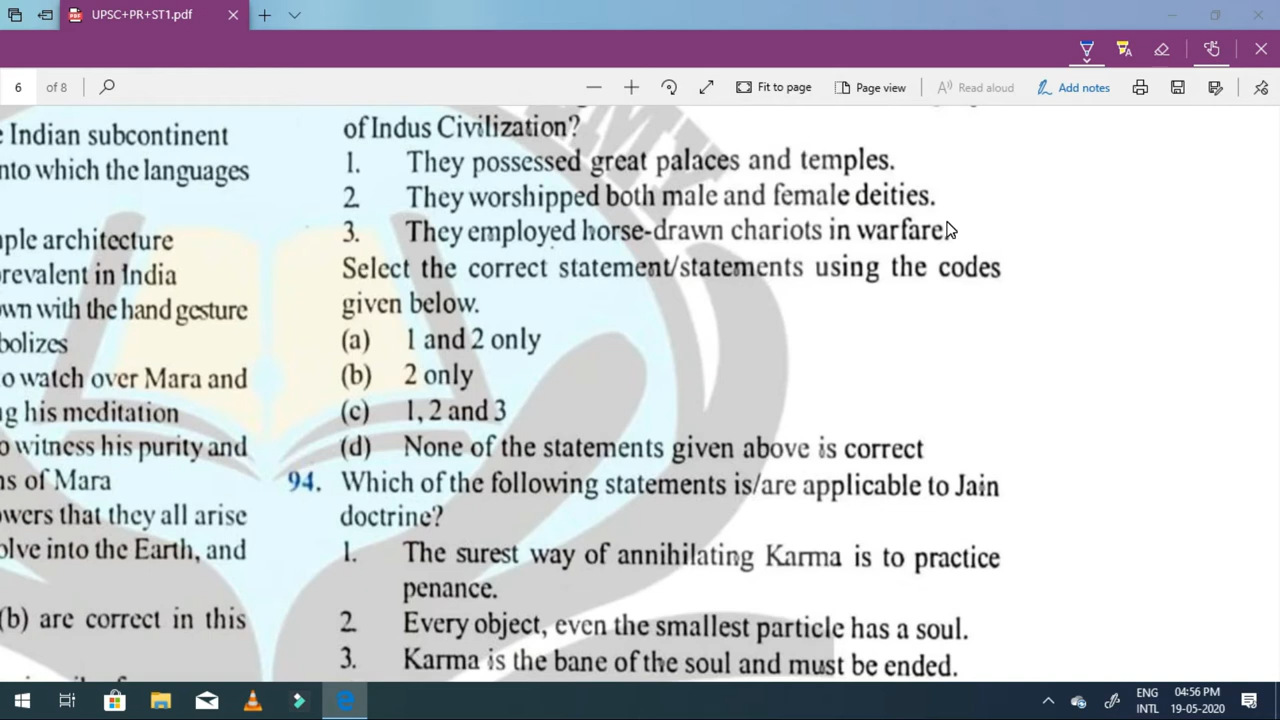 UPSC+PR+ST1.pdf
6 of 8
Fit to page
Page view
Read aloud
Add notes
Indian subcontinent
nto which the languages
ple architecture
revalent in India
wn with the hand gesture
bolizes
o watch over Mara and
g his meditation
o witness his purity and
ns of Mara
owers that they all arise
olve into the Earth, and
(b) are correct in this
of Indus Civilization?
1. They possessed great palaces and temples.
2. They worshipped both male and female deities.
3. They employed horse-drawn chariots in warfare.
Select the correct statement/statements using the codes
given below.
(a) 1 and 2 only
(b) 2 only
(c) 1, 2 and 3
(d) None of the statements given above is correct
94. Which of the following statements is/are applicable to Jain
doctrine?
1. The surest way of annihilating Karma is to practice
penance.
2. Every object, even the smallest particle has a soul.
3. Karma is the bane of the soul and must be ended.
ENG
INTL
04:56 PM
19-05-2020